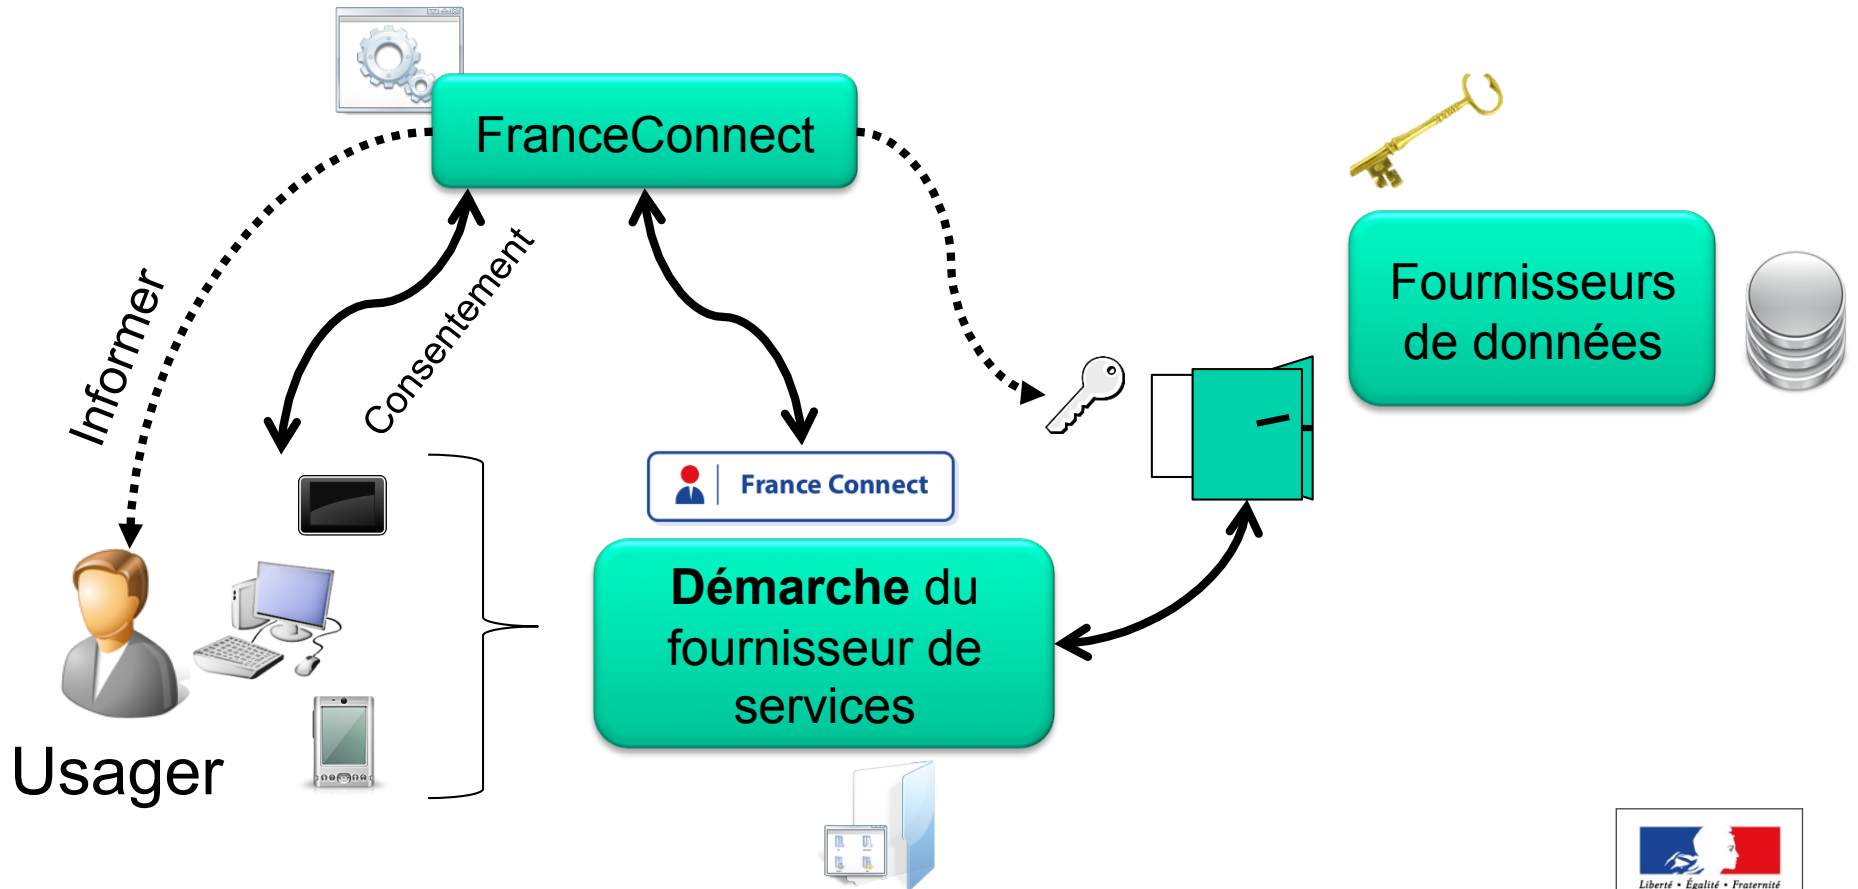 FranceConnect
Informer
Consentement
Fournisseurs
de données
France Connect
Démarche du
fournisseur de
services
Usager
Liberté • Égalité • Fraternité